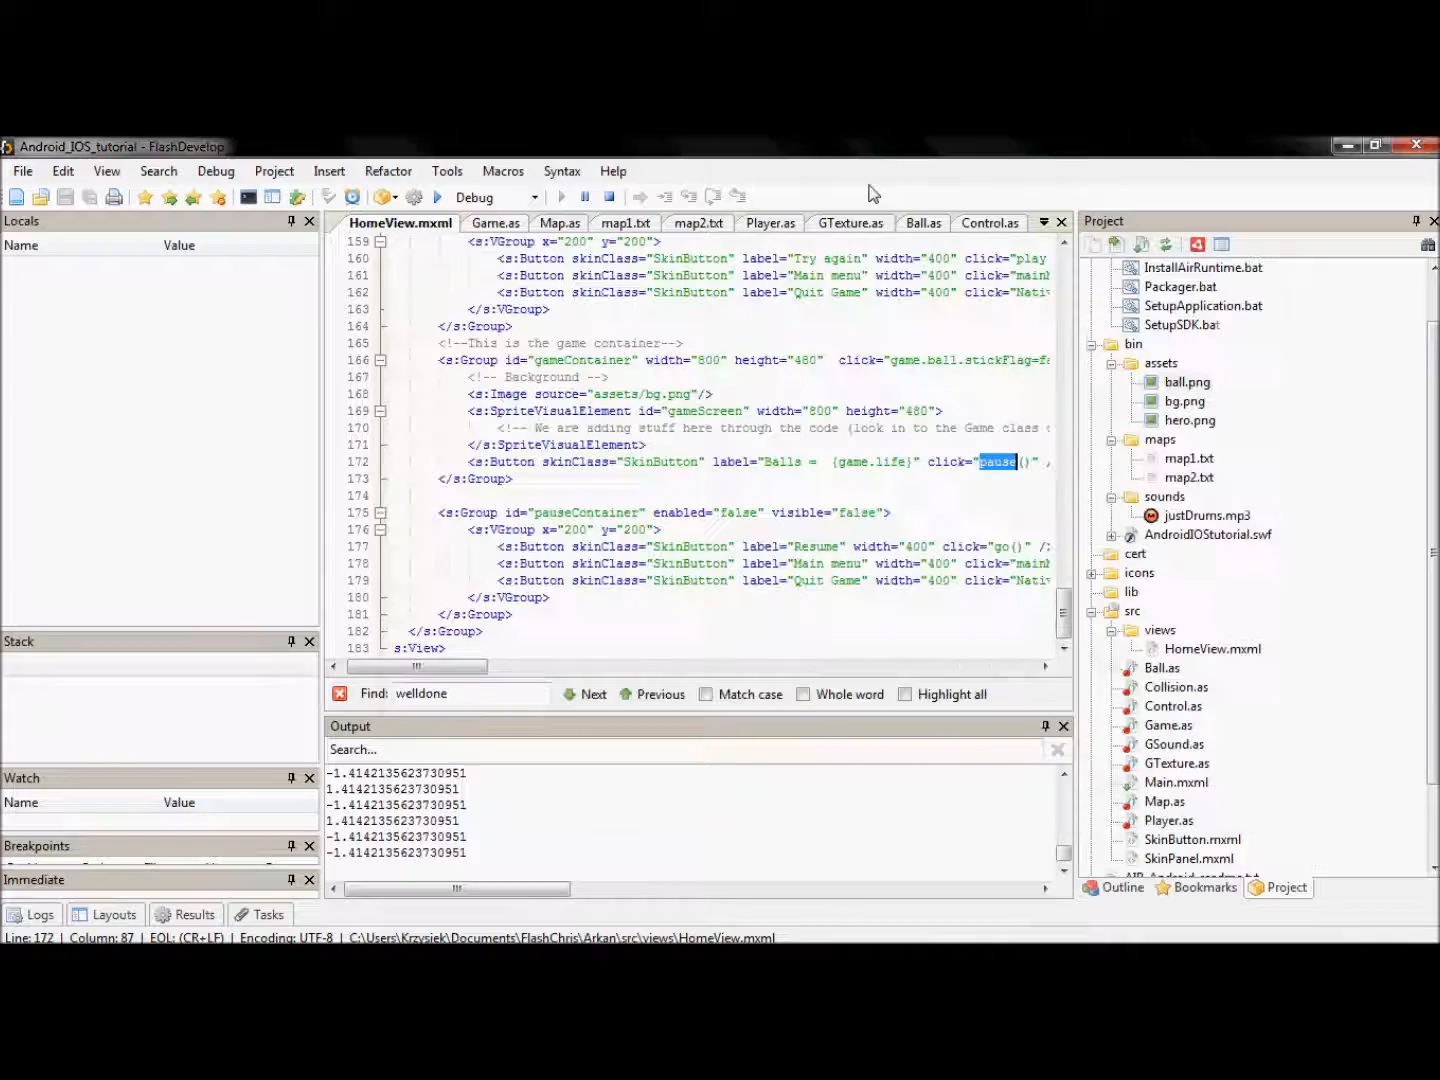 Android_IOS_tutorial - FlashDevelop
File Edit View Search Debug Project Insert Refactor Tools Macros Syntax Help
Debug
Locals
Name Value
HomeView.mxml Game.as Map.as map1.txt map2.txt Player.as GTexture.as Ball.as Control.as
159 <s:VGroup x="200" y="200">
160 <s:Button skinClass="SkinButton" label="Try again" width="400" click="play
161 <s:Button skinClass="SkinButton" label="Main menu" width="400" click="main
162 <s:Button skinClass="SkinButton" label="Quit Game" width="400" click="Nati
163 </s:VGroup>
164 </s:Group>
165 <!--This is the game container-->
166 <s:Group id="gameContainer" width="800" height="480" click="game.ball.stickFlag=fa
167 <!-- Background -->
168 <s:Image source="assets/bg.png"/>
169 <s:SpriteVisualElement id="gameScreen" width="800" height="480">
170 <!-- We are adding stuff here through the code (look in to the Game class
171 </s:SpriteVisualElement>
172 <s:Button skinClass="SkinButton" label="Balls = {game.life}" click="pause()" /
173 </s:Group>
174
175 <s:Group id="pauseContainer" enabled="false" visible="false">
176 <s:VGroup x="200" y="200">
177 <s:Button skinClass="SkinButton" label="Resume" width="400" click="go()" />
178 <s:Button skinClass="SkinButton" label="Main menu" width="400" click="main
179 <s:Button skinClass="SkinButton" label="Quit Game" width="400" click="Nati
180 </s:VGroup>
181 </s:Group>
182 </s:Group>
183 s:View>
Find: welldone Next Previous Match case Whole word Highlight all
Output
Search...
-1.4142135623730951
1.4142135623730951
-1.4142135623730951
1.4142135623730951
-1.4142135623730951
-1.4142135623730951
Stack
Watch
Name Value
Breakpoints
Immediate
Logs Layouts Results Tasks
Project
InstallAirRuntime.bat
Packager.bat
SetupApplication.bat
SetupSDK.bat
bin
assets
ball.png
bg.png
hero.png
maps
map1.txt
map2.txt
sounds
justDrums.mp3
AndroidIOStutorial.swf
cert
icons
lib
src
views
HomeView.mxml
Ball.as
Collision.as
Control.as
Game.as
GSound.as
GTexture.as
Main.mxml
Map.as
Player.as
SkinButton.mxml
SkinPanel.mxml
Outline Bookmarks Project
Line: 172 | Column: 87 | EOL: (CR+LF) | Encoding: UTF-8 | C:\Users\Krzysiek\Documents\FlashChris\Arkan\src\views\HomeView.mxml